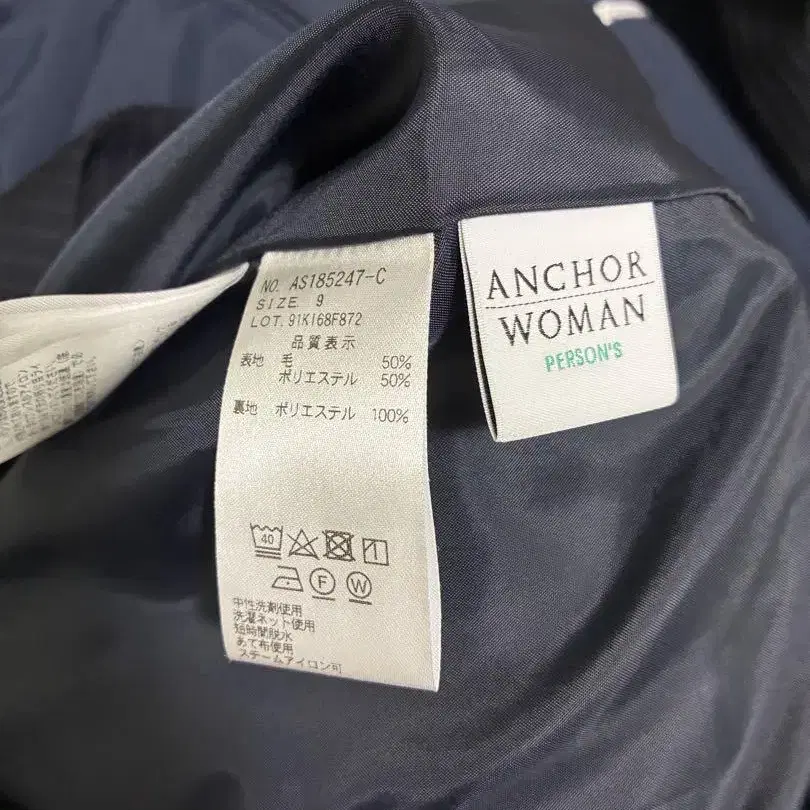 NO. AS185247-C
SIZE. 9
LOT. 91KI68F872
品質表示
表地 毛 50%
ポリエステル 50%
裏地 ポリエステル 100%
40
F W
中性洗剤使用
洗濯ネット使用
短時間脱水
あて布使用
スチームアイロン可
ANCHOR
WOMAN
PERSON'S